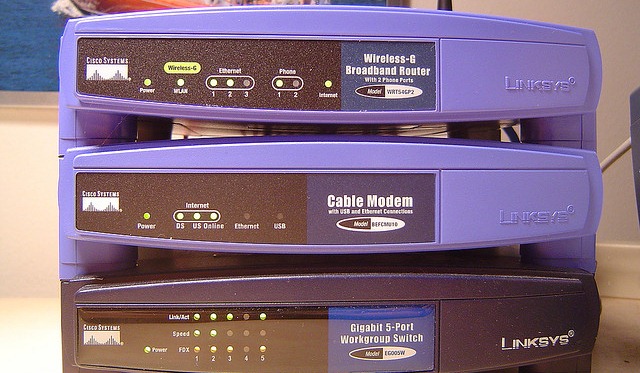 CISCO SYSTEMS
Wireless-G
Ethernet
Phone
Power
WLAN
1 2 3
1 2
Internet
Wireless-G
Broadband Router
With 2 Phone Ports
Model WRT54GP2
LINKSYS®
CISCO SYSTEMS
Internet
Power
DS US Online
Ethernet
USB
Cable Modem
with USB and Ethernet Connections
Model BEFCMU10
LINKSYS®
CISCO SYSTEMS
Link/Act
Speed
Power
FDX
1 2 3 4 5
Gigabit 5-Port
Workgroup Switch
Model EG005W
LINKSYS®